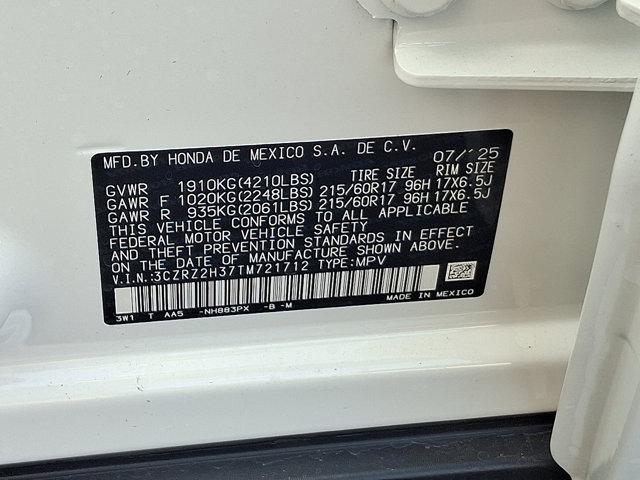 MFD.BY HONDA DE MEXICO S.A. DE C.V. 07/'25
TIRE SIZE RIM SIZE
GVWR 1910KG(4210LBS)
GAWR F 1020KG(2248LBS) 215/60R17 96H 17X6.5J
GAWR R 935KG(2061LBS) 215/60R17 96H 17X6.5J
THIS VEHICLE CONFORMS TO ALL APPLICABLE
FEDERAL MOTOR VEHICLE SAFETY
AND THEFT PREVENTION STANDARDS IN EFFECT
ON THE DATE OF MANUFACTURE SHOWN ABOVE.
V.I.N.:3CZRZ2H37TM721712 TYPE:MPV
MADE IN MEXICO
3W1 T AA5 -NH883PX -B -M